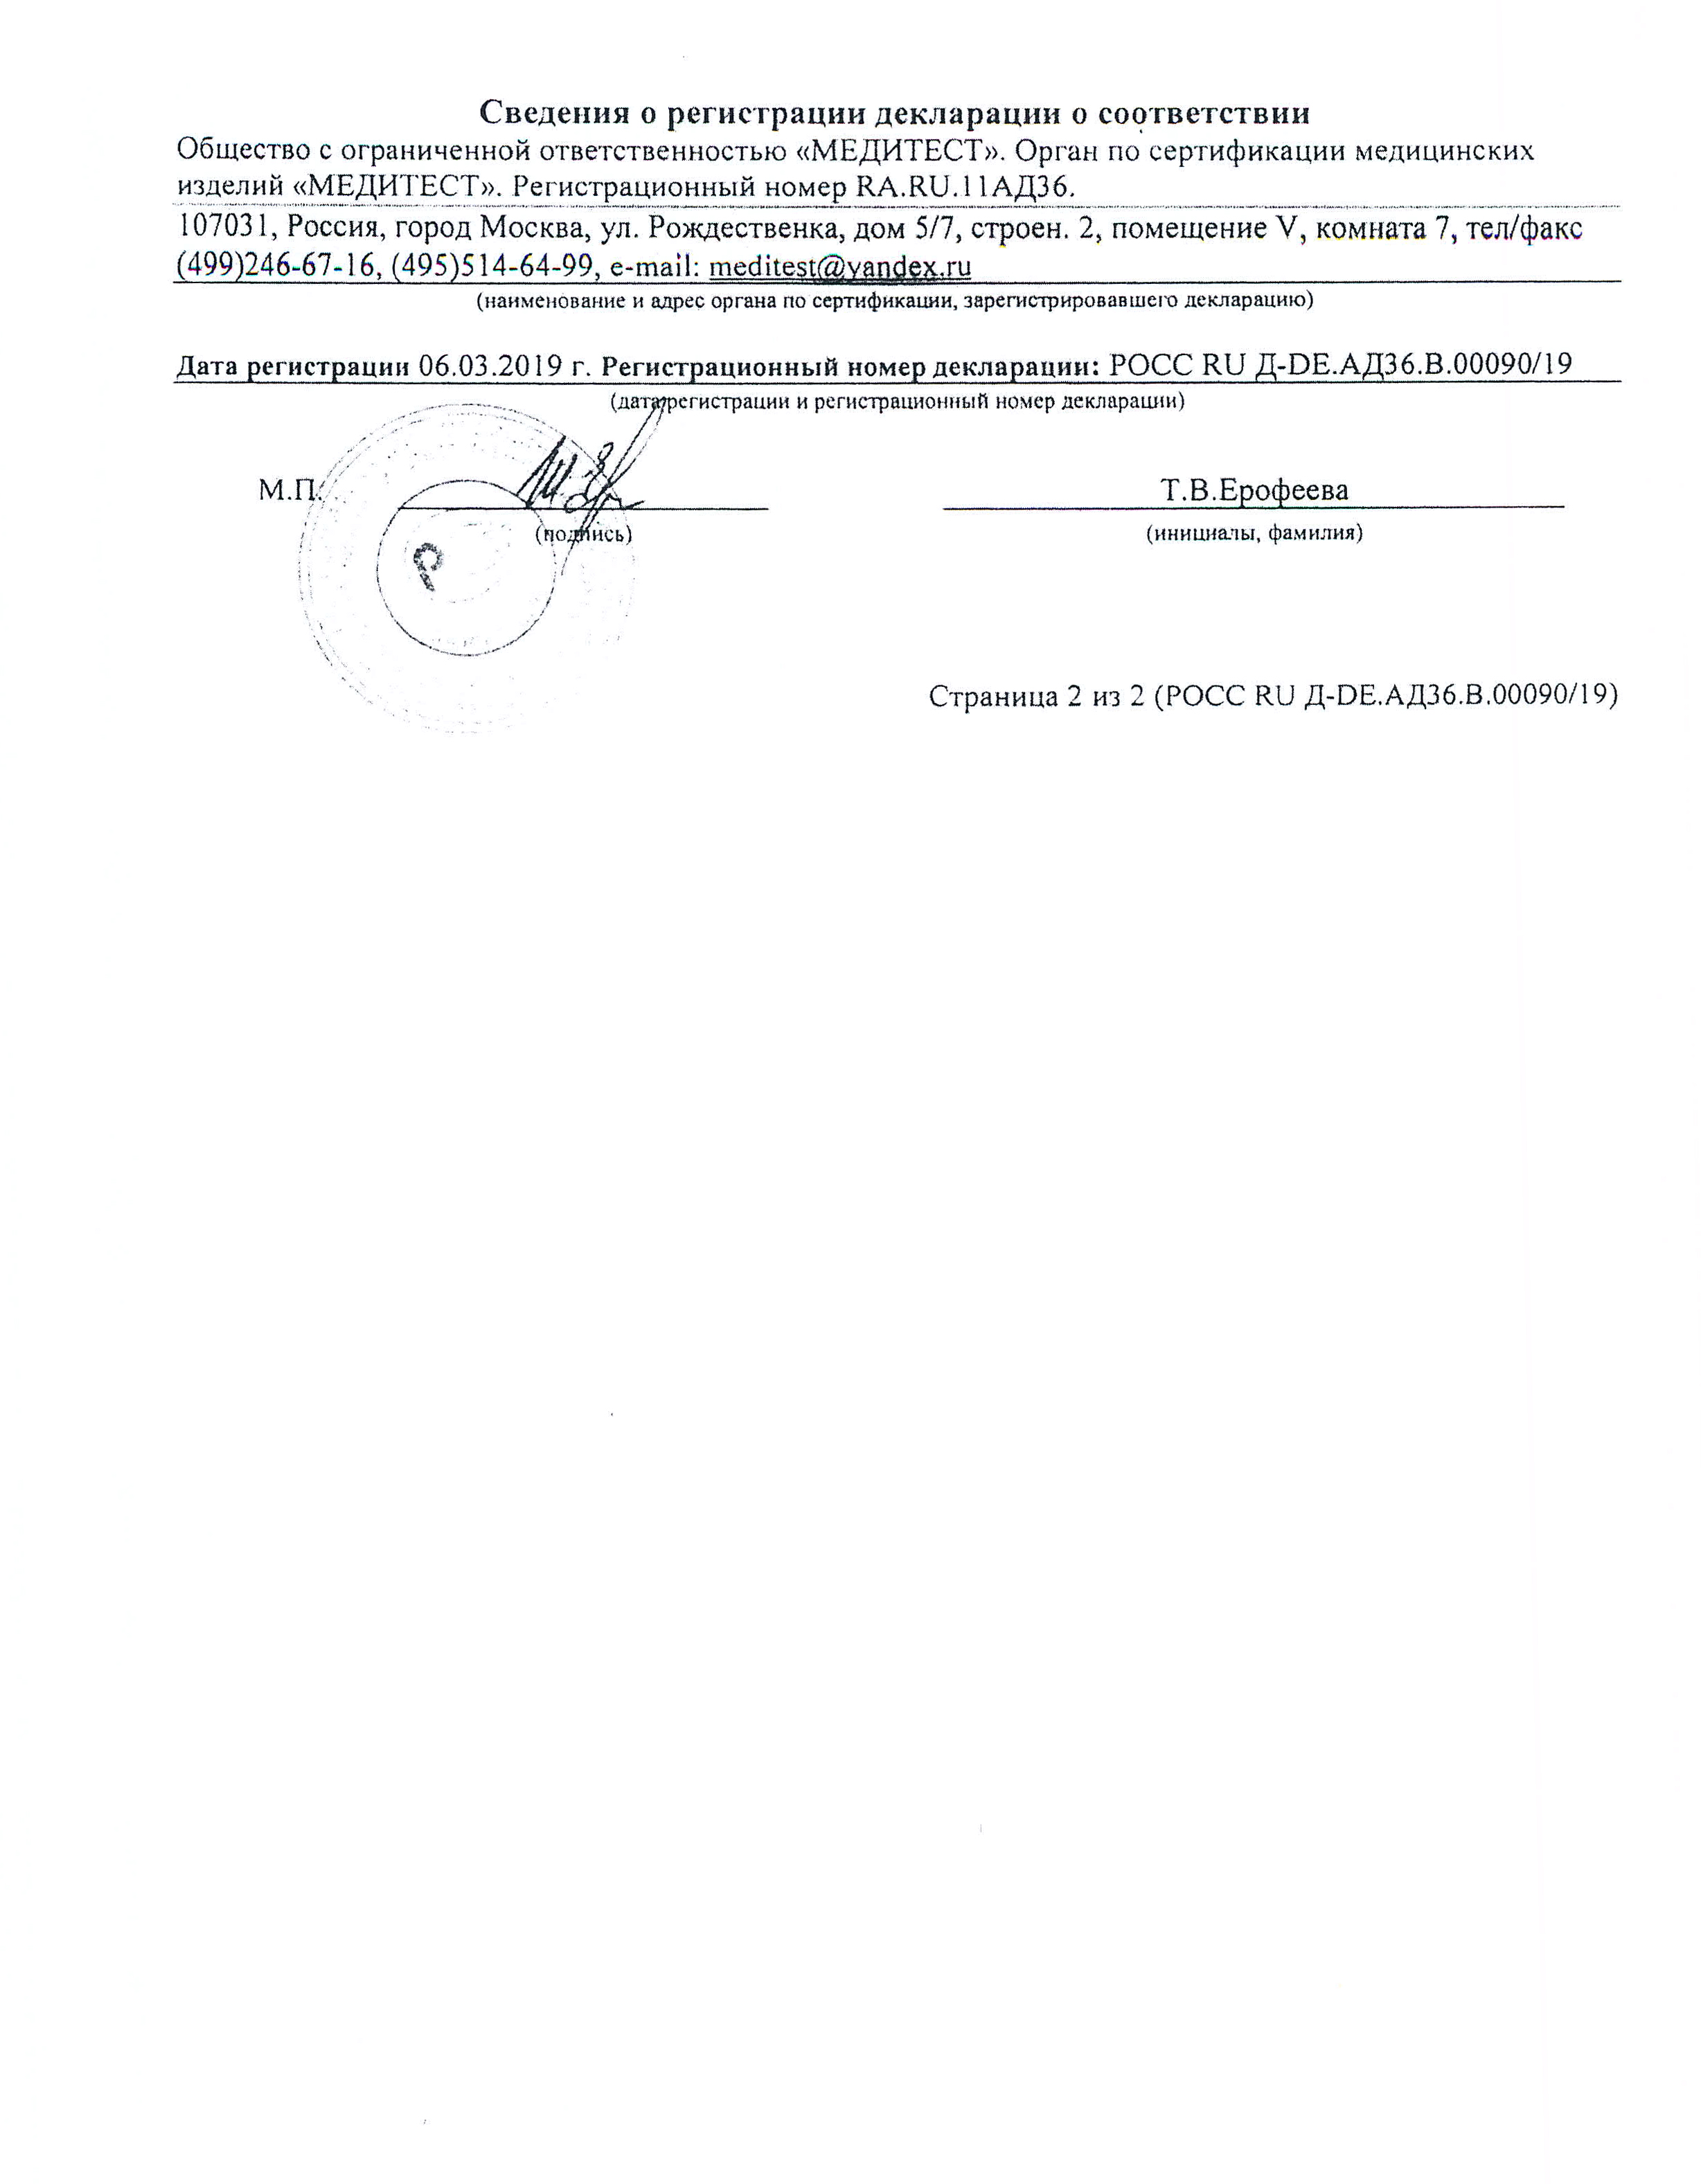 Сведения о регистрации декларации о соответствии
Общество с ограниченной ответственностью «МЕДИТЕСТ». Орган по сертификации медицинских
изделий «МЕДИТЕСТ». Регистрационный номер RA.RU.11АД36.
107031, Россия, город Москва, ул. Рождественка, дом 5/7, строен. 2, помещение V, комната 7, тел/факс
(499)246-67-16, (495)514-64-99, e-mail: meditest@yandex.ru
(наименование и адрес органа по сертификации, зарегистрировавшего декларацию)
Дата регистрации 06.03.2019 г. Регистрационный номер декларации: РОСС RU Д-DE.АД36.В.00090/19
(дата регистрации и регистрационный номер декларации)
М.П. Т.В.Ерофеева
(подпись) (инициалы, фамилия)
Страница 2 из 2 (РОСС RU Д-DE.АД36.В.00090/19)